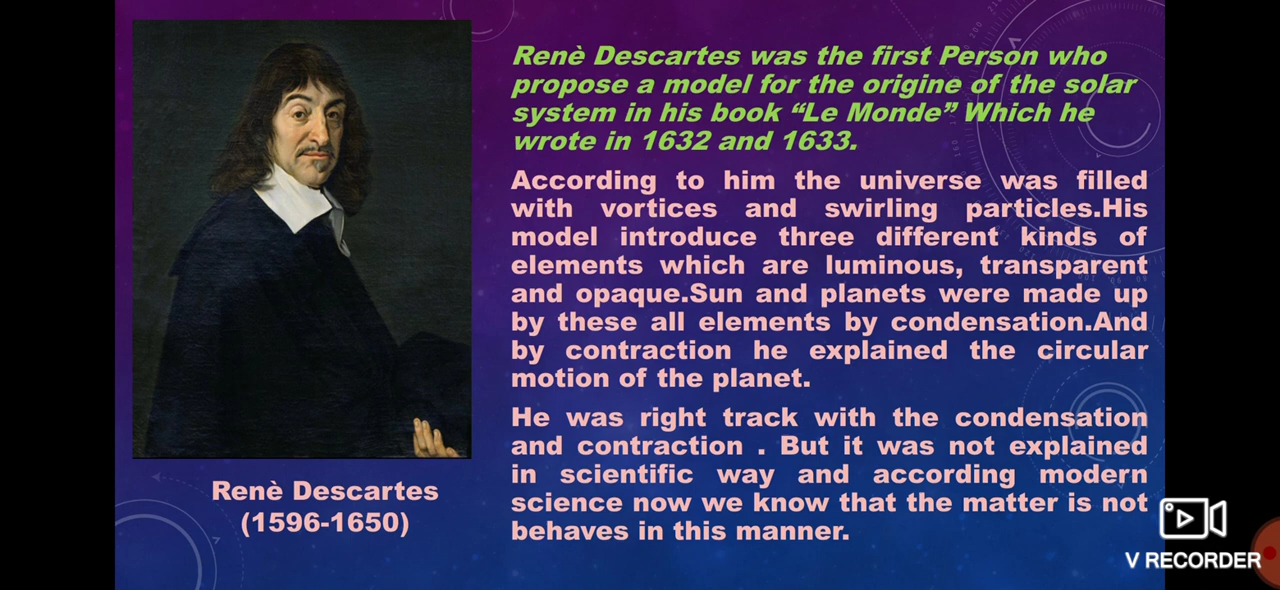 Renè Descartes was the first Person who
propose a model for the origine of the solar
system in his book “Le Monde” Which he
wrote in 1632 and 1633.
According to him the universe was filled
with vortices and swirling particles.His
model introduce three different kinds of
elements which are luminous, transparent
and opaque.Sun and planets were made up
by these all elements by condensation.And
by contraction he explained the circular
motion of the planet.
He was right track with the condensation
and contraction . But it was not explained
in scientific way and according modern
science now we know that the matter is not
behaves in this manner.
Renè Descartes
(1596-1650)
V RECORDER